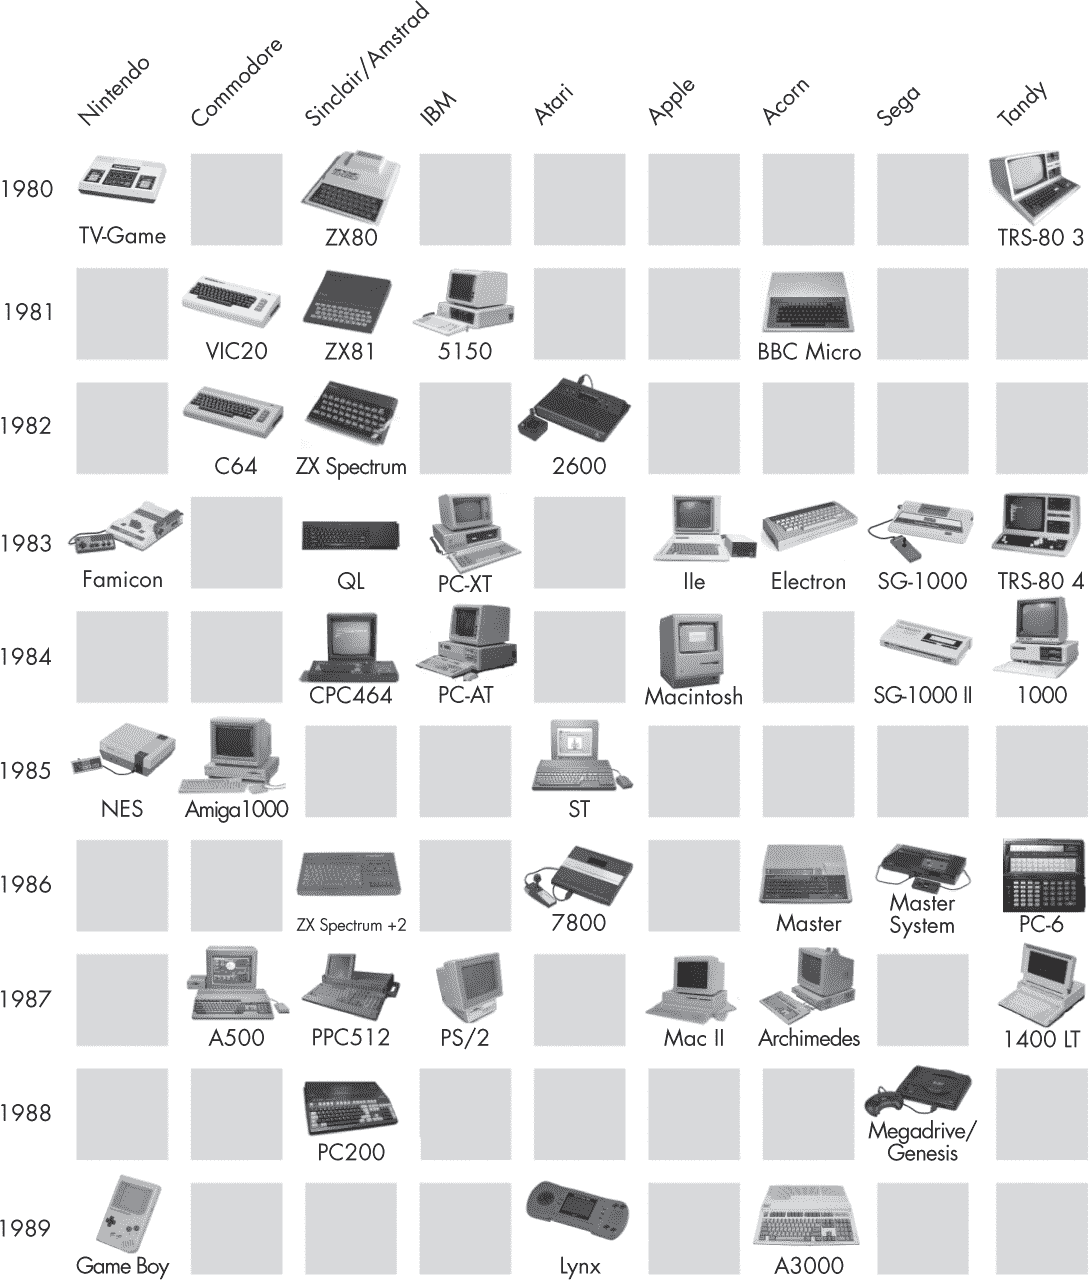 Nintendo
Commodore
Sinclair/Amstrad
IBM
Atari
Apple
Acorn
Sega
Tandy
1980
TV-Game
ZX80
TRS-80 3
1981
VIC20
ZX81
5150
BBC Micro
1982
C64
ZX Spectrum
2600
1983
Famicon
QL
PC-XT
IIe
Electron
SG-1000
TRS-80 4
1984
CPC464
PC-AT
Macintosh
SG-1000 II
1000
1985
NES
Amiga1000
ST
1986
ZX Spectrum +2
7800
Master
Master
System
PC-6
1987
A500
PPC512
PS/2
Mac II
Archimedes
1400 LT
1988
PC200
Megadrive/
Genesis
1989
Game Boy
Lynx
A3000